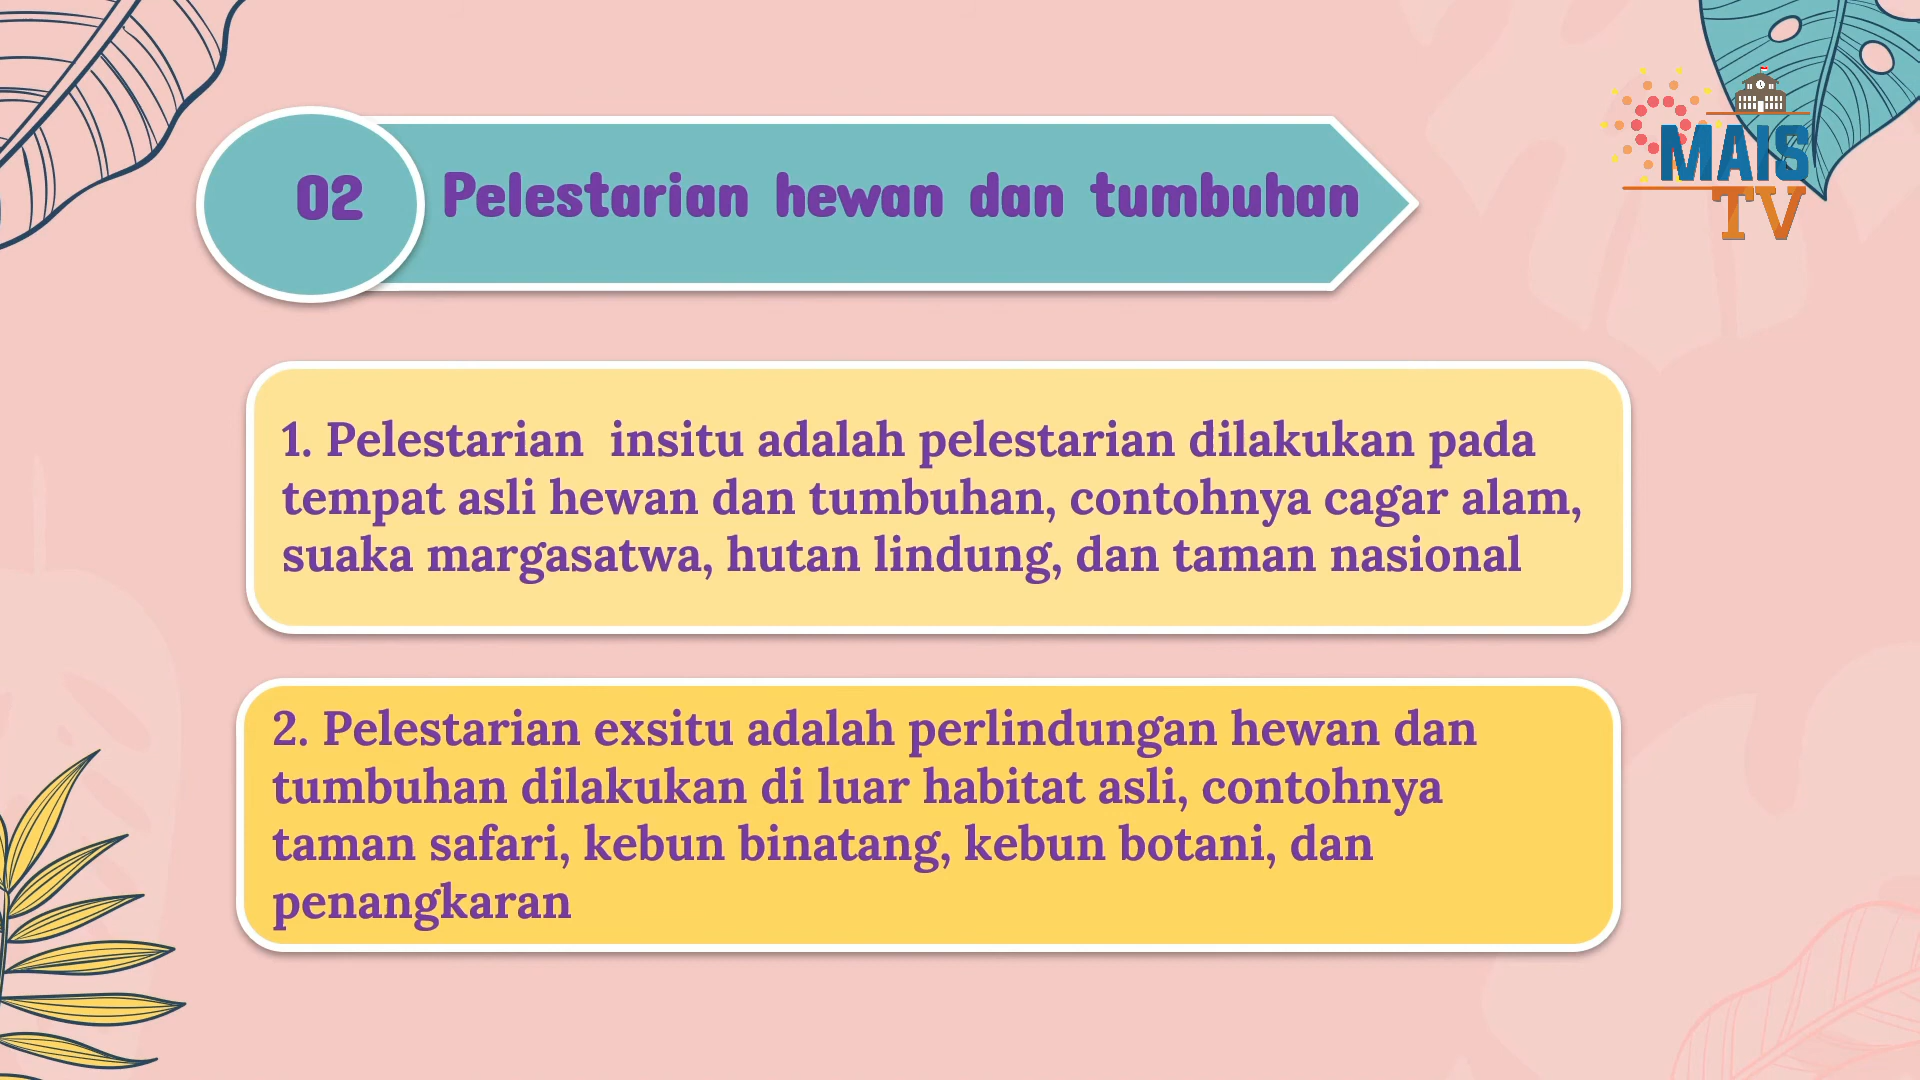 MAIS
TV
02
Pelestarian hewan dan tumbuhan
1. Pelestarian insitu adalah pelestarian dilakukan pada
tempat asli hewan dan tumbuhan, contohnya cagar alam,
suaka margasatwa, hutan lindung, dan taman nasional
2. Pelestarian exsitu adalah perlindungan hewan dan
tumbuhan dilakukan di luar habitat asli, contohnya
taman safari, kebun binatang, kebun botani, dan
penangkaran